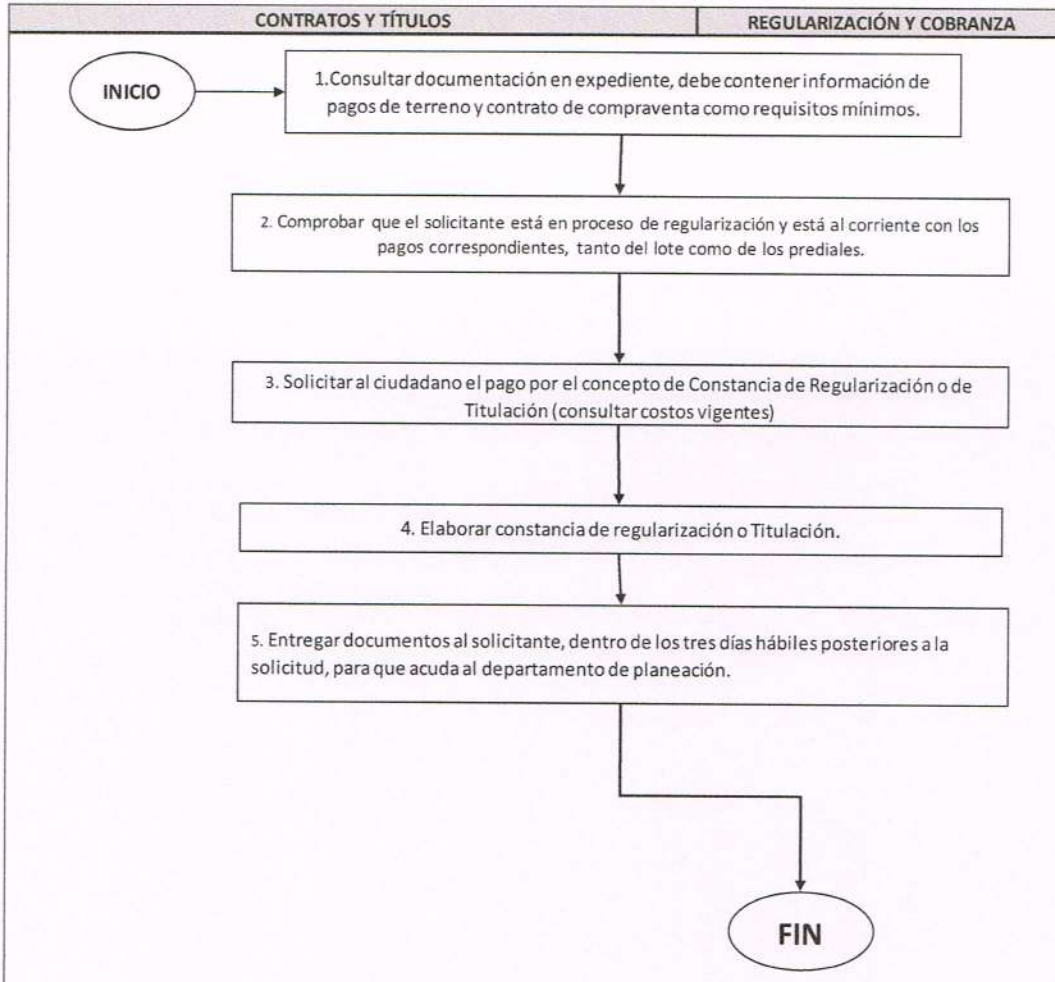 CONTRATOS Y TÍTULOS
REGULARIZACIÓN Y COBRANZA
INICIO
1.Consultar documentación en expediente, debe contener información de
pagos de terreno y contrato de compraventa como requisitos mínimos.
2. Comprobar que el solicitante está en proceso de regularización y está al corriente con los
pagos correspondientes, tanto del lote como de los prediales.
3. Solicitar al ciudadano el pago por el concepto de Constancia de Regularización o de
Titulación (consultar costos vigentes)
4. Elaborar constancia de regularización o Titulación.
5. Entregar documentos al solicitante, dentro de los tres días hábiles posteriores a la
solicitud, para que acuda al departamento de planeación.
FIN